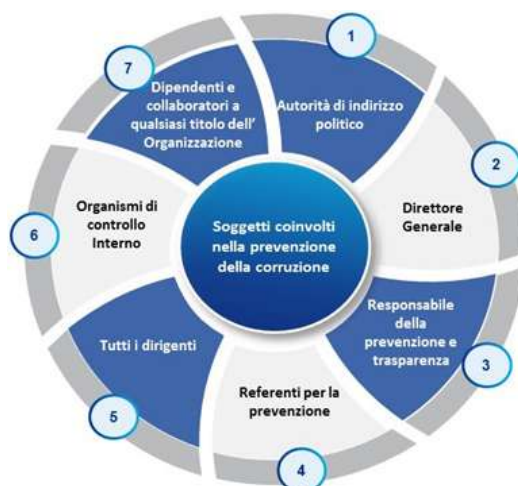 1
Autorità di indirizzo
politico
2
Direttore
Generale
3
Responsabile
della
prevenzione e
trasparenza
4
Referenti per la
prevenzione
5
Tutti i dirigenti
6
Organismi di
controllo
Interno
7
Dipendenti e
collaboratori a
qualsiasi titolo dell'
Organizzazione
Soggetti coinvolti
nella prevenzione
della corruzione